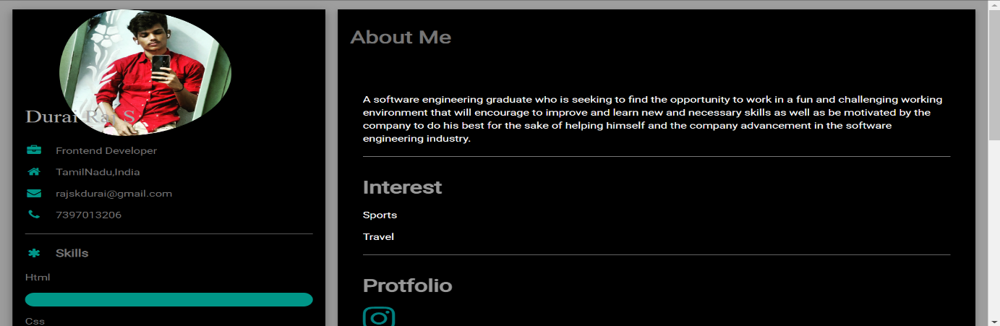 Durai Raj S
Frontend Developer
TamilNadu,India
rajskdurai@gmail.com
7397013206
Skills
Html
Css
About Me
A software engineering graduate who is seeking to find the opportunity to work in a fun and challenging working
environment that will encourage to improve and learn new and necessary skills as well as be motivated by the
company to do his best for the sake of helping himself and the company advancement in the software
engineering industry.
Interest
Sports
Travel
Protfolio